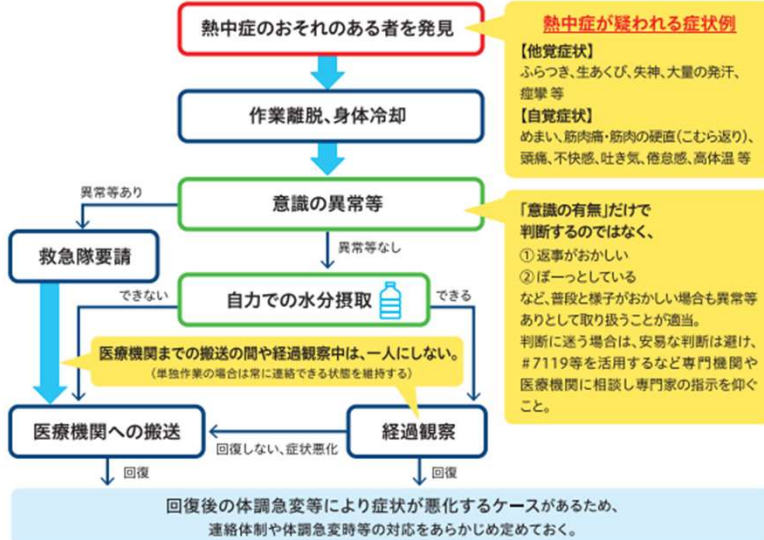 熱中症のおそれのある者を発見
熱中症が疑われる症状例
【他覚症状】
ふらつき、生あくび、失神、大量の発汗、
痙攣 等
【自覚症状】
めまい、筋肉痛・筋肉の硬直(こむら返り)、
頭痛、不快感、吐き気、倦怠感、高体温 等
作業離脱、身体冷却
意識の異常等
異常等あり
異常等なし
「意識の有無」だけで
判断するのではなく、
① 返事がおかしい
② ぼーっとしている
など、普段と様子がおかしい場合も異常等
ありとして取り扱うことが適当。
判断に迷う場合は、安易な判断は避け、
#7119等を活用するなど専門機関や
医療機関に相談し専門家の指示を仰ぐ
こと。
救急隊要請
自力での水分摂取
できない
できる
医療機関までの搬送の間や経過観察中は、一人にしない。
(単独作業の場合は常に連絡できる状態を維持する)
医療機関への搬送
経過観察
回復しない、症状悪化
回復
回復
回復後の体調急変等により症状が悪化するケースがあるため、
連絡体制や体調急変時等の対応をあらかじめ定めておく。